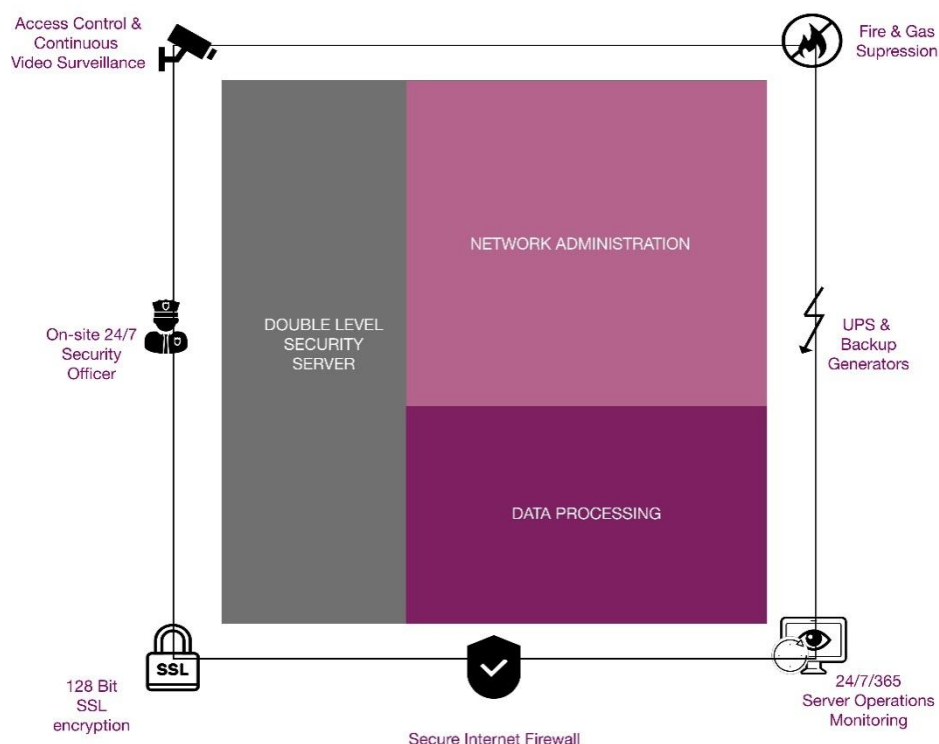 Access Control &
Continuous
Video Surveillance
Fire & Gas
Supression
NETWORK ADMINISTRATION
DOUBLE LEVEL
SECURITY
SERVER
On-site 24/7
Security
Officer
UPS &
Backup
Generators
DATA PROCESSING
SSL
128 Bit
SSL
encryption
24/7/365
Server Operations
Monitoring
Secure Internet Firewall